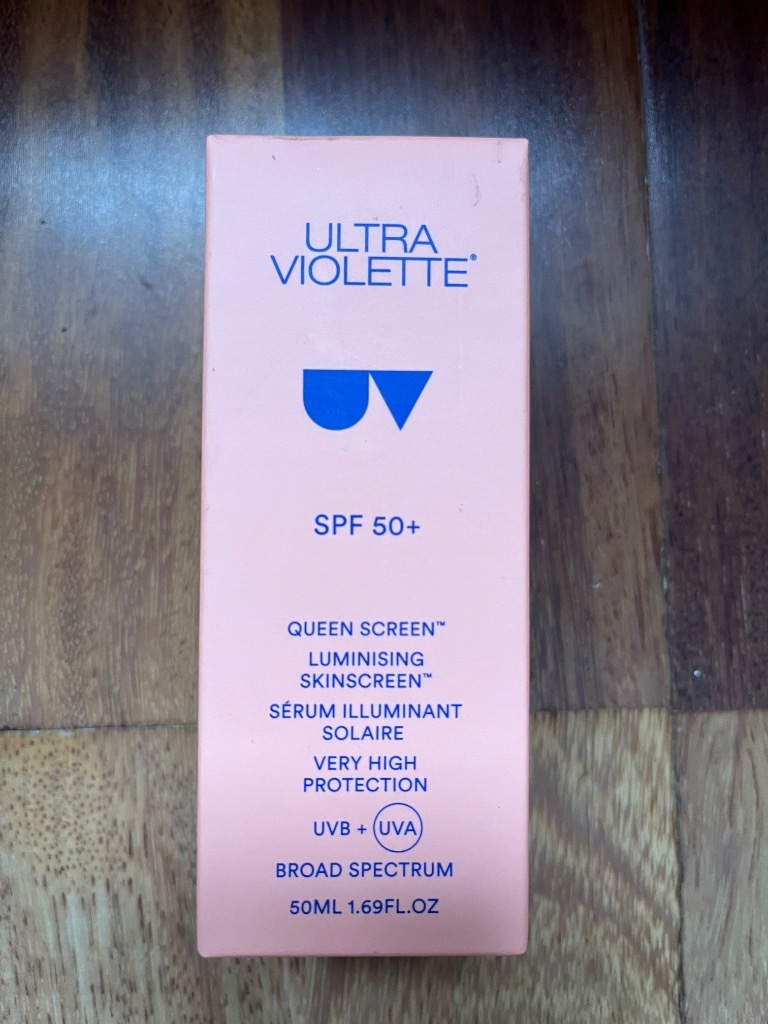 ULTRA
VIOLETTE®
UV
SPF 50+
QUEEN SCREEN™
LUMINISING
SKINSCREEN™
SÉRUM ILLUMINANT
SOLAIRE
VERY HIGH
PROTECTION
UVB + UVA
BROAD SPECTRUM
50ML 1.69FL.OZ